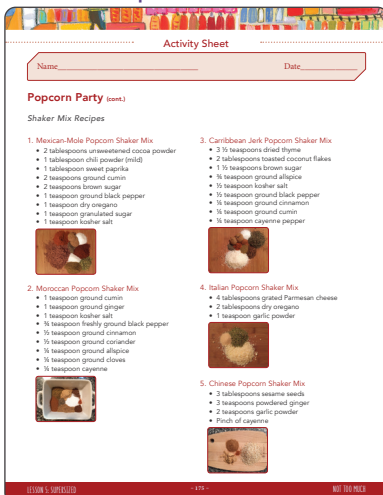 Activity Sheet
Name Date
Popcorn Party (cont.)
Shaker Mix Recipes
1. Mexican-Mole Popcorn Shaker Mix
• 2 tablespoons unsweetened cocoa powder
• 1 tablespoon chili powder (mild)
• 1 tablespoon sweet paprika
• 2 teaspoons ground cumin
• 2 teaspoons brown sugar
• 1 teaspoon ground black pepper
• 1 teaspoon dry oregano
• 1 teaspoon granulated sugar
• 1 teaspoon kosher salt
2. Moroccan Popcorn Shaker Mix
• 1 teaspoon ground cumin
• 1 teaspoon ground ginger
• 1 teaspoon kosher salt
• ¾ teaspoon freshly ground black pepper
• ½ teaspoon ground cinnamon
• ½ teaspoon ground coriander
• ¼ teaspoon ground allspice
• ¼ teaspoon ground cloves
• ¼ teaspoon cayenne
3. Carribbean Jerk Popcorn Shaker Mix
• 3 ½ teaspoons dried thyme
• 2 tablespoons toasted coconut flakes
• 1 ½ teaspoons brown sugar
• ¾ teaspoon ground allspice
• ½ teaspoon kosher salt
• ½ teaspoon ground black pepper
• teaspoon ground cinnamon
• ¼ teaspoon ground cumin
• ¼ teaspoon cayenne pepper
4. Italian Popcorn Shaker Mix
• 4 tablespoons grated Parmesan cheese
• 2 tablespoons dry oregano
• 1 teaspoon garlic powder
5. Chinese Popcorn Shaker Mix
• 3 tablespoons sesame seeds
• 3 teaspoons powdered ginger
• 2 teaspoons garlic powder
• Pinch of cayenne
LESSON 5: SUPERSIZED
- 175 -
NOT TOO MUCH